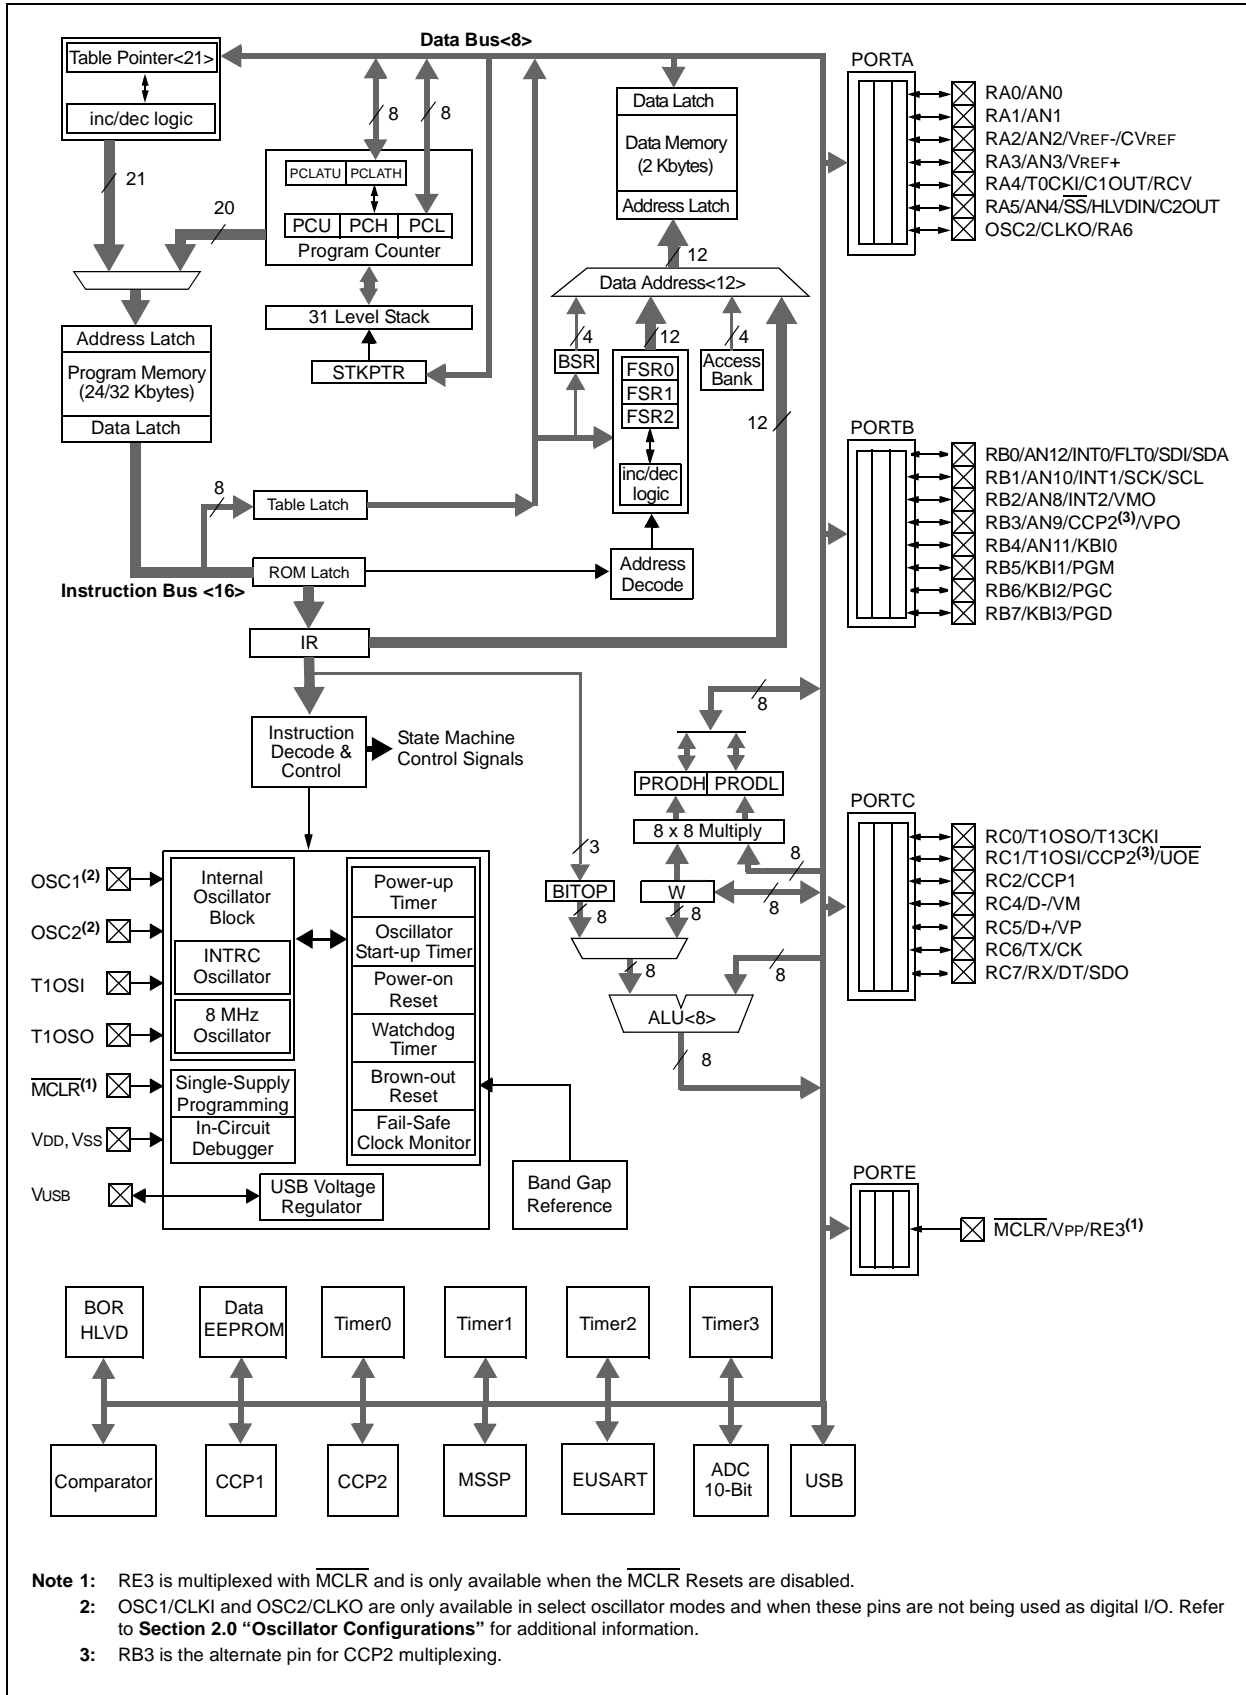 Data Bus<8>
Table Pointer<21>
inc/dec logic
21
20
8
8
PCLATU
PCLATH
PCU
PCH
PCL
Program Counter
31 Level Stack
STKPTR
Address Latch
Program Memory
(24/32 Kbytes)
Data Latch
8
Table Latch
ROM Latch
Instruction Bus <16>
IR
Data Latch
Data Memory
(2 Kbytes)
Address Latch
12
Data Address<12>
4
12
4
BSR
FSR0
FSR1
FSR2
inc/dec
logic
Access
Bank
12
Address
Decode
Instruction
Decode &
Control
State Machine
Control Signals
8
PRODH
PRODL
8 x 8 Multiply
8
3
BITOP
W
8
8
8
8
8
ALU<8>
8
OSC1(2)
OSC2(2)
T1OSI
T1OSO
MCLR(1)
VDD, VSS
VUSB
Internal
Oscillator
Block
INTRC
Oscillator
8 MHz
Oscillator
Single-Supply
Programming
In-Circuit
Debugger
Power-up
Timer
Oscillator
Start-up Timer
Power-on
Reset
Watchdog
Timer
Brown-out
Reset
Fail-Safe
Clock Monitor
USB Voltage
Regulator
Band Gap
Reference
PORTA
RA0/AN0
RA1/AN1
RA2/AN2/VREF-/CVREF
RA3/AN3/VREF+
RA4/T0CKI/C1OUT/RCV
RA5/AN4/SS/HLVDIN/C2OUT
OSC2/CLKO/RA6
PORTB
RB0/AN12/INT0/FLT0/SDI/SDA
RB1/AN10/INT1/SCK/SCL
RB2/AN8/INT2/VMO
RB3/AN9/CCP2(3)/VPO
RB4/AN11/KBI0
RB5/KBI1/PGM
RB6/KBI2/PGC
RB7/KBI3/PGD
PORTC
RC0/T1OSO/T13CKI
RC1/T1OSI/CCP2(3)/UOE
RC2/CCP1
RC4/D-/VM
RC5/D+/VP
RC6/TX/CK
RC7/RX/DT/SDO
PORTE
MCLR/VPP/RE3(1)
BOR
HLVD
Data
EEPROM
Timer0
Timer1
Timer2
Timer3
Comparator
CCP1
CCP2
MSSP
EUSART
ADC
10-Bit
USB
Note 1: RE3 is multiplexed with MCLR and is only available when the MCLR Resets are disabled.
2: OSC1/CLKI and OSC2/CLKO are only available in select oscillator modes and when these pins are not being used as digital I/O. Refer
to Section 2.0 “Oscillator Configurations” for additional information.
3: RB3 is the alternate pin for CCP2 multiplexing.